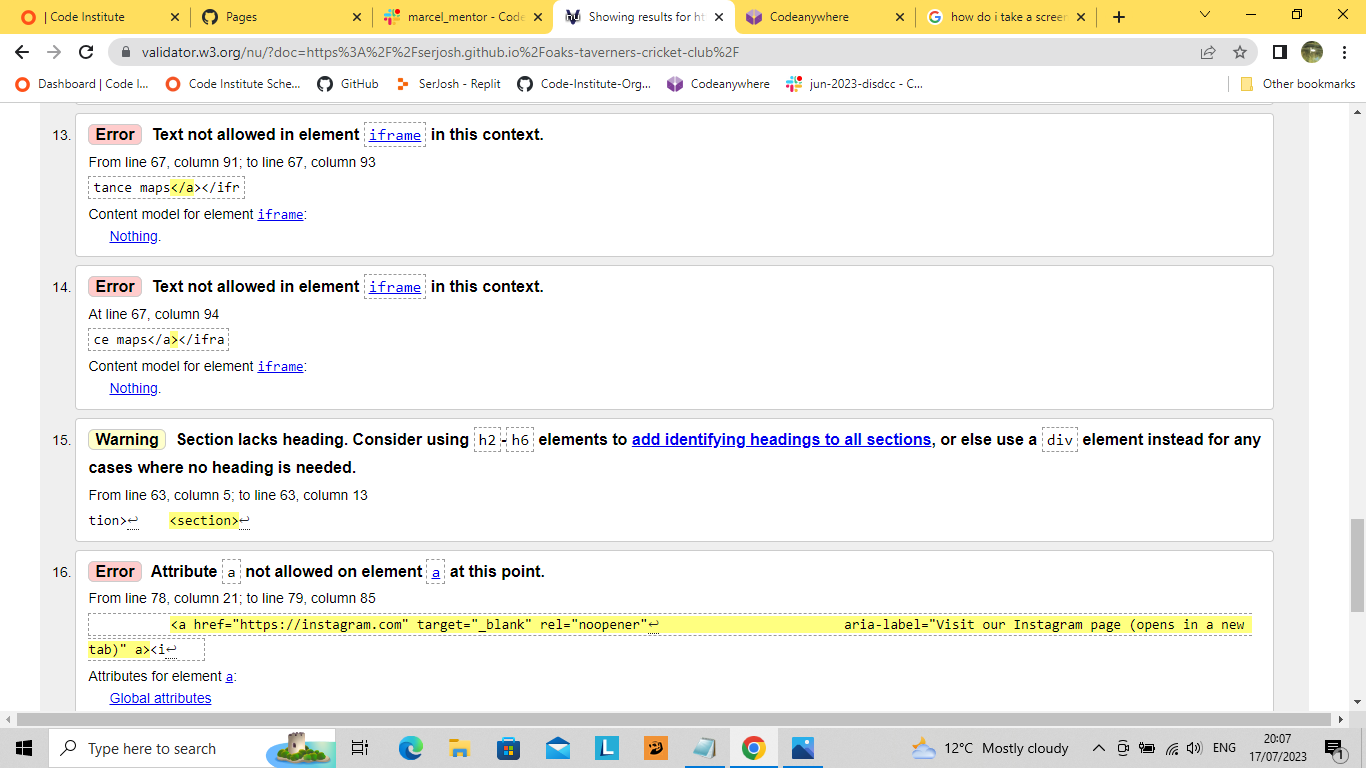 | Code Institute
Pages
marcel_mentor - Code
Showing results for ht
Codeanywhere
how do i take a screen
validator.w3.org/nu/?doc=https%3A%2F%2Fserjosh.github.io%2Foaks-taverners-cricket-club%2F
Dashboard | Code I...
Code Institute Sche...
GitHub
SerJosh - Replit
Code-Institute-Org...
Codeanywhere
jun-2023-disdcc - C...
Other bookmarks
13. Error Text not allowed in element iframe in this context.
From line 67, column 91; to line 67, column 93
tance maps</a></ifr
Content model for element iframe:
Nothing.
14. Error Text not allowed in element iframe in this context.
At line 67, column 94
ce maps</a></ifra
Content model for element iframe:
Nothing.
15. Warning Section lacks heading. Consider using h2-h6 elements to add identifying headings to all sections, or else use a div element instead for any
cases where no heading is needed.
From line 63, column 5; to line 63, column 13
tion>↩ <section>↩
16. Error Attribute a not allowed on element a at this point.
From line 78, column 21; to line 79, column 85
<a href="https://instagram.com" target="_blank" rel="noopener"↩ aria-label="Visit our Instagram page (opens in a new
tab)" a><i↩
Attributes for element a:
Global attributes
Type here to search
L
12°C Mostly cloudy
ENG
20:07
17/07/2023
1